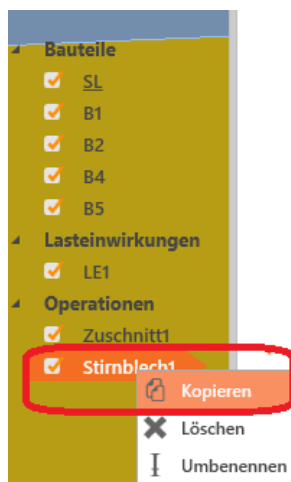 Bauteile
SL
B1
B2
B4
B5
Lasteinwirkungen
LE1
Operationen
Zuschnitt1
Stirnblech1
Kopieren
Löschen
Umbenennen